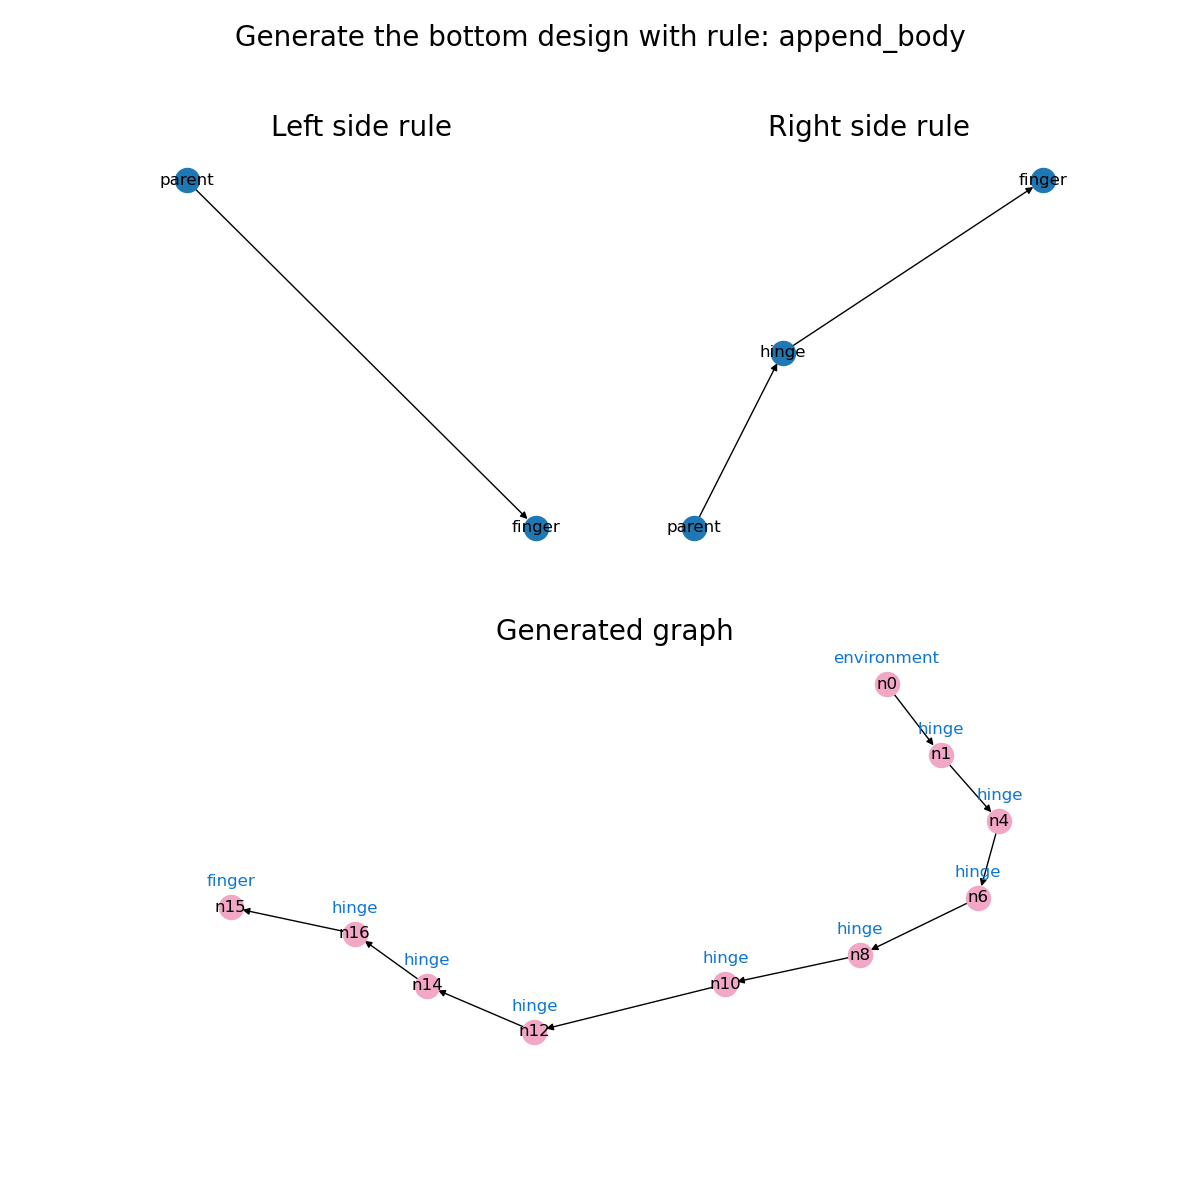 Generate the bottom design with rule: append_body
Left side rule
Right side rule
parent
finger
hinge
finger
parent
Generated graph
environment
n0
hinge
n1
hinge
n4
hinge
n6
finger
n15
hinge
n16
hinge
n8
hinge
n14
hinge
n10
hinge
n12